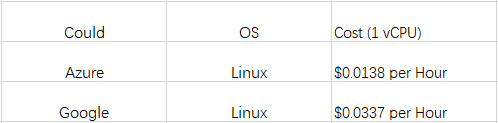 Could OS Cost (1 vCPU)
Azure Linux $0.0138 per Hour
Google Linux $0.0337 per Hour